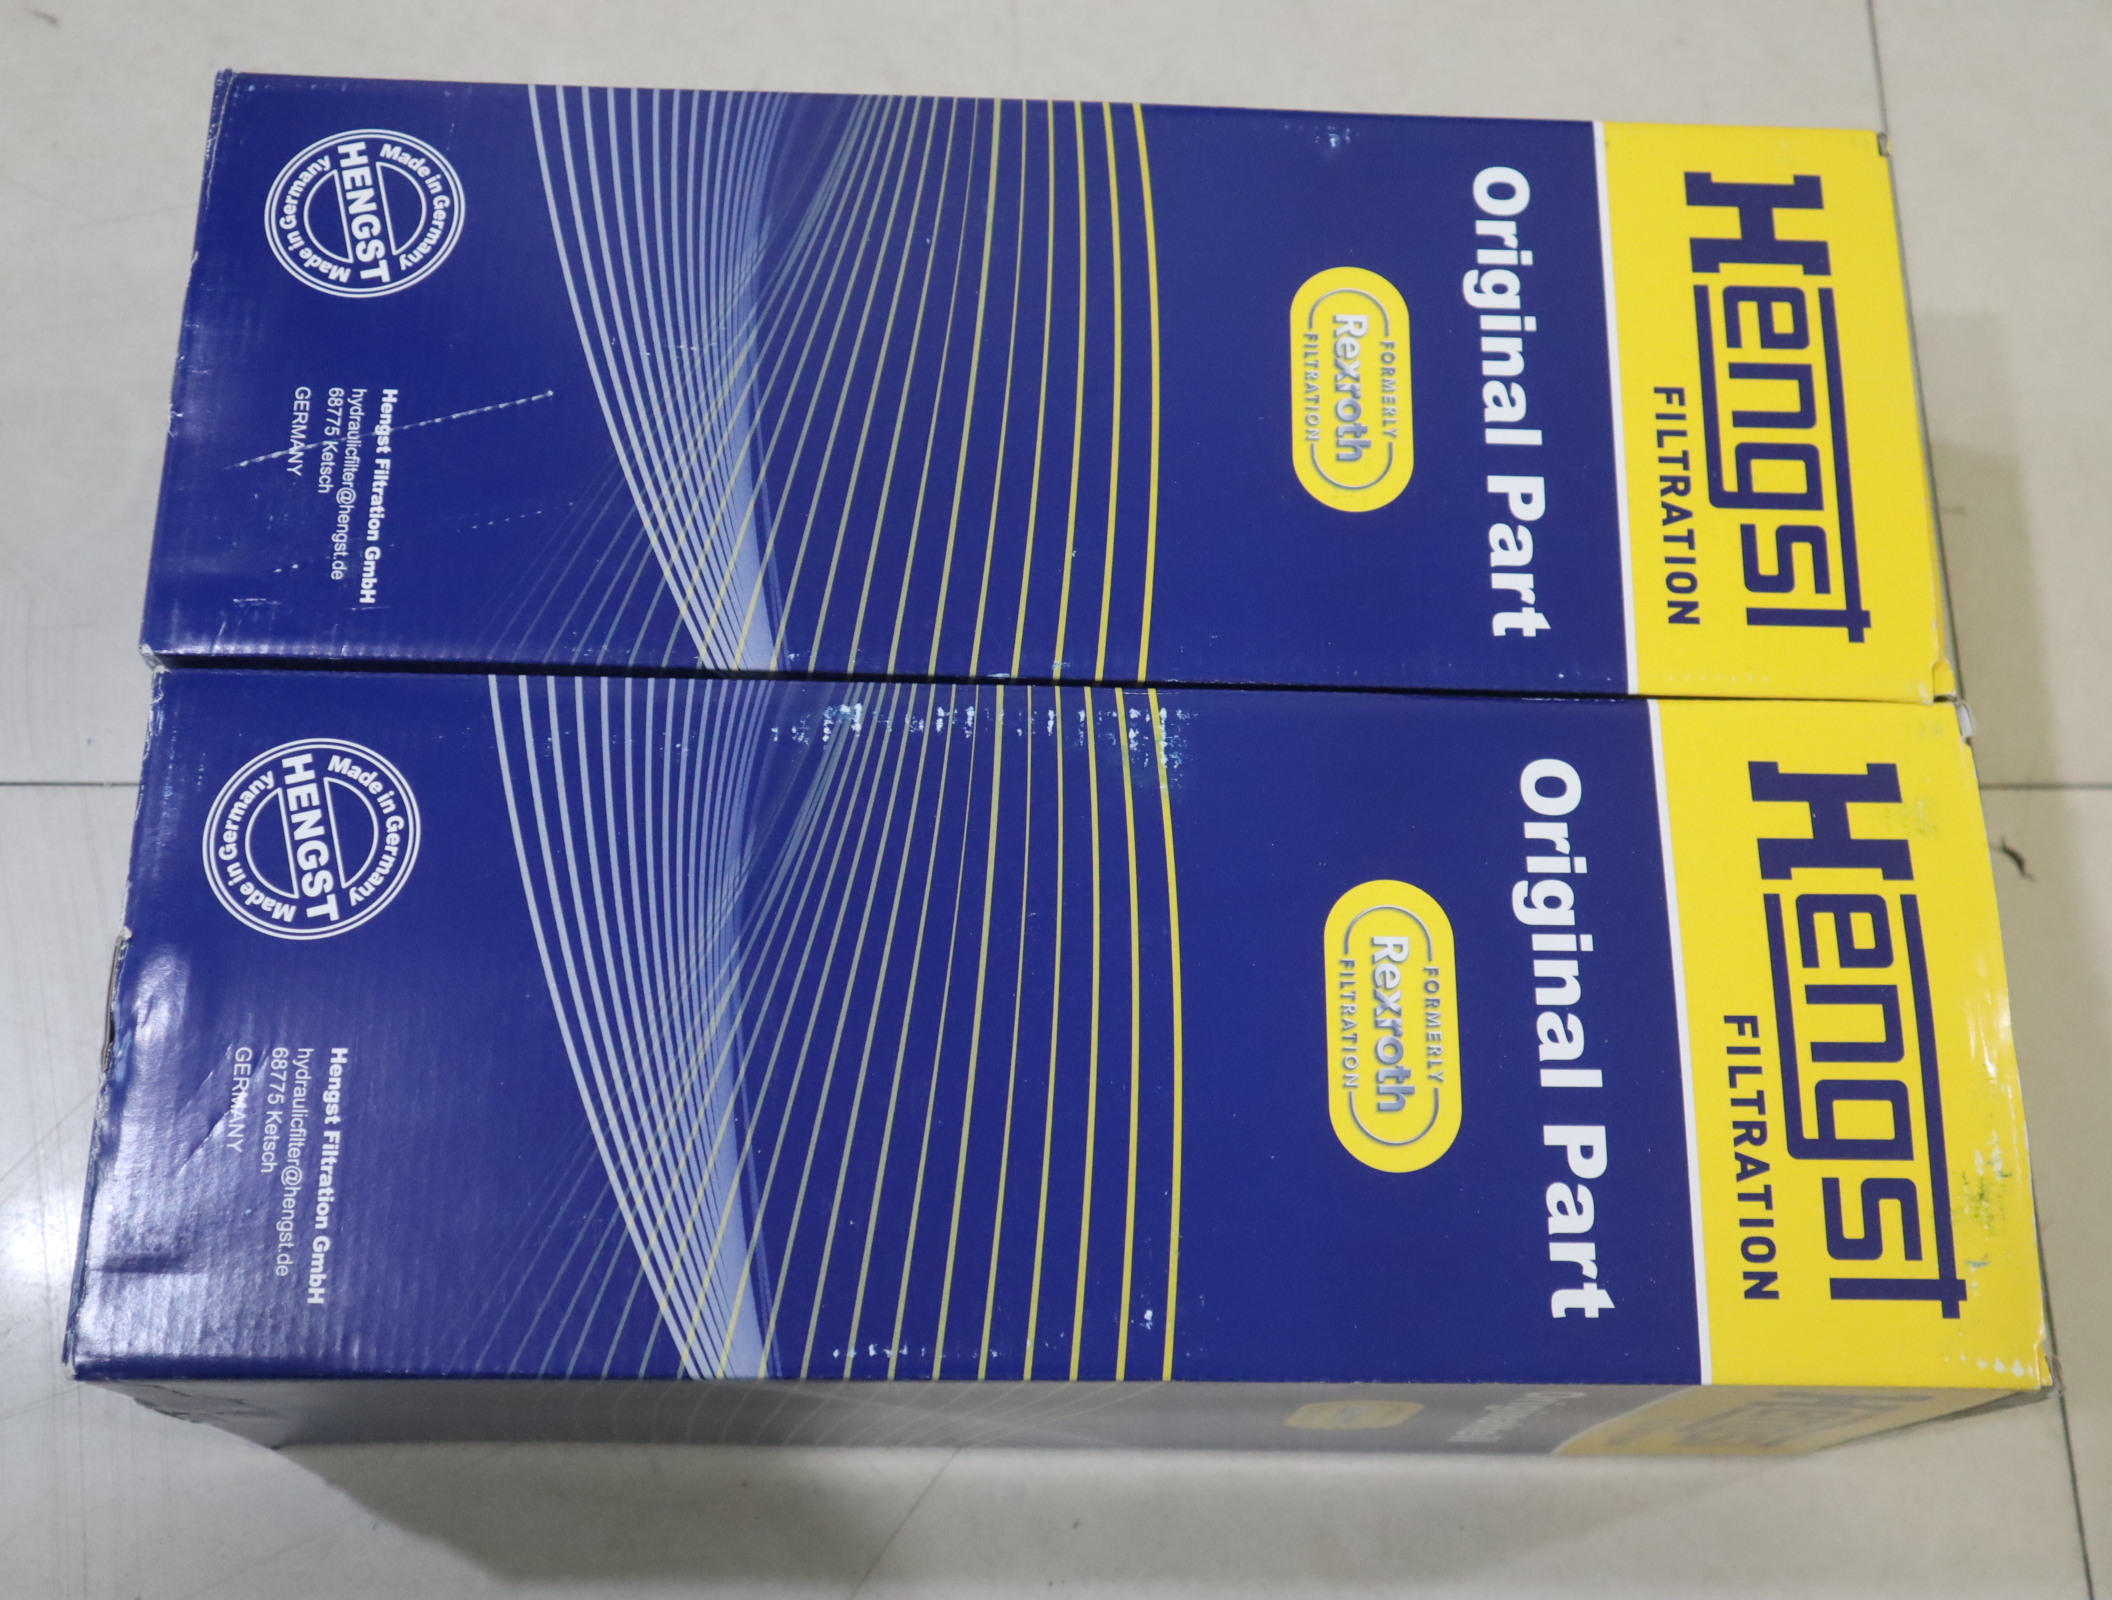 Hengst
FILTRATION
Original Part
FORMERLY
Rexroth
FILTRATION
Made in Germany
HENGST
Made in Germany
Hengst Filtration GmbH
hydraulicfilter@hengst.de
68775 Ketsch
GERMANY
Hengst
FILTRATION
Original Part
FORMERLY
Rexroth
FILTRATION
Made in Germany
HENGST
Made in Germany
Hengst Filtration GmbH
hydraulicfilter@hengst.de
68775 Ketsch
GERMANY